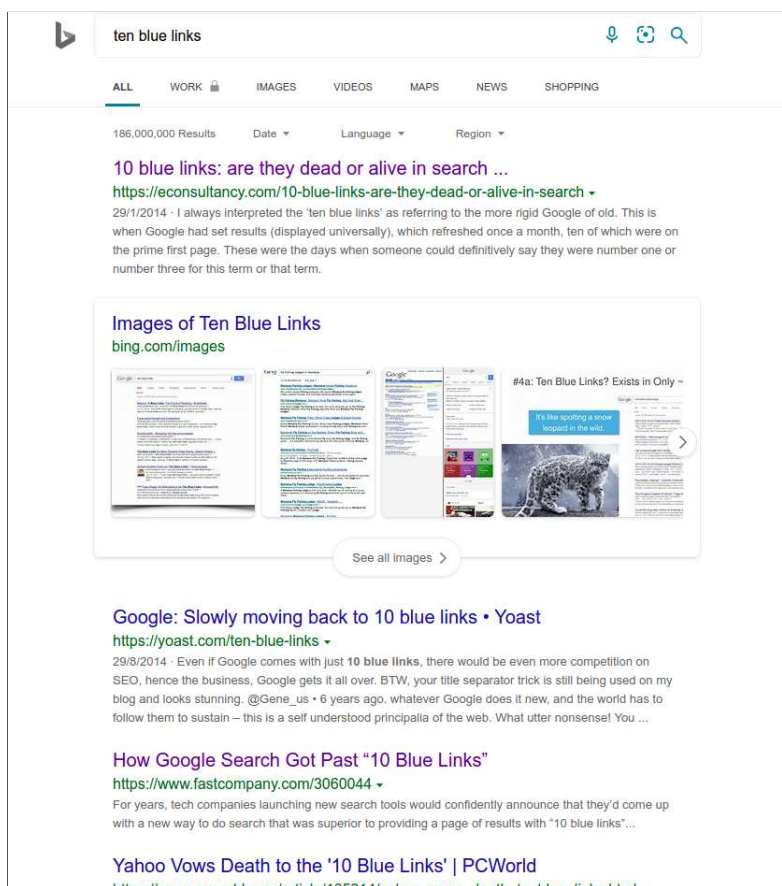 ten blue links
ALL WORK IMAGES VIDEOS MAPS NEWS SHOPPING
186,000,000 Results Date Language Region
10 blue links: are they dead or alive in search ...
https://econsultancy.com/10-blue-links-are-they-dead-or-alive-in-search
29/1/2014 · I always interpreted the 'ten blue links' as referring to the more rigid Google of old. This is
when Google had set results (displayed universally), which refreshed once a month, ten of which were on
the prime first page. These were the days when someone could definitively say they were number one or
number three for this term or that term.
Images of Ten Blue Links
bing.com/images
Google
bing
Google
#4a: Ten Blue Links? Exists in Only ~
It's like spotting a snow
leopard in the wild.
See all images
Google: Slowly moving back to 10 blue links • Yoast
https://yoast.com/ten-blue-links
29/8/2014 · Even if Google comes with just 10 blue links, there would be even more competition on
SEO, hence the business, Google gets it all over. BTW, your title separator trick is still being used on my
blog and looks stunning. @Gene_us • 6 years ago. whatever Google does it new, and the world has to
follow them to sustain – this is a self understood principalia of the web. What utter nonsense! You ...
How Google Search Got Past “10 Blue Links”
https://www.fastcompany.com/3060044
For years, tech companies launching new search tools would confidently announce that they'd come up
with a new way to do search that was superior to providing a page of results with “10 blue links”...
Yahoo Vows Death to the '10 Blue Links' | PCWorld